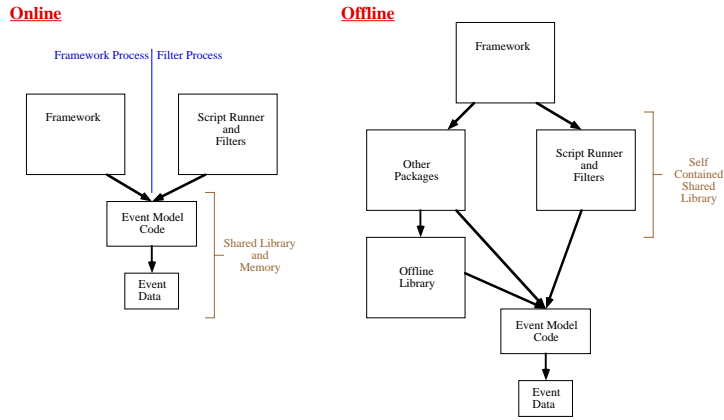 Online
Framework Process
Filter Process
Framework
Script Runner
and
Filters
Event Model
Code
Event
Data
Shared Library
and
Memory
Offline
Framework
Other
Packages
Script Runner
and
Filters
Self
Contained
Shared
Library
Offline
Library
Event Model
Code
Event
Data